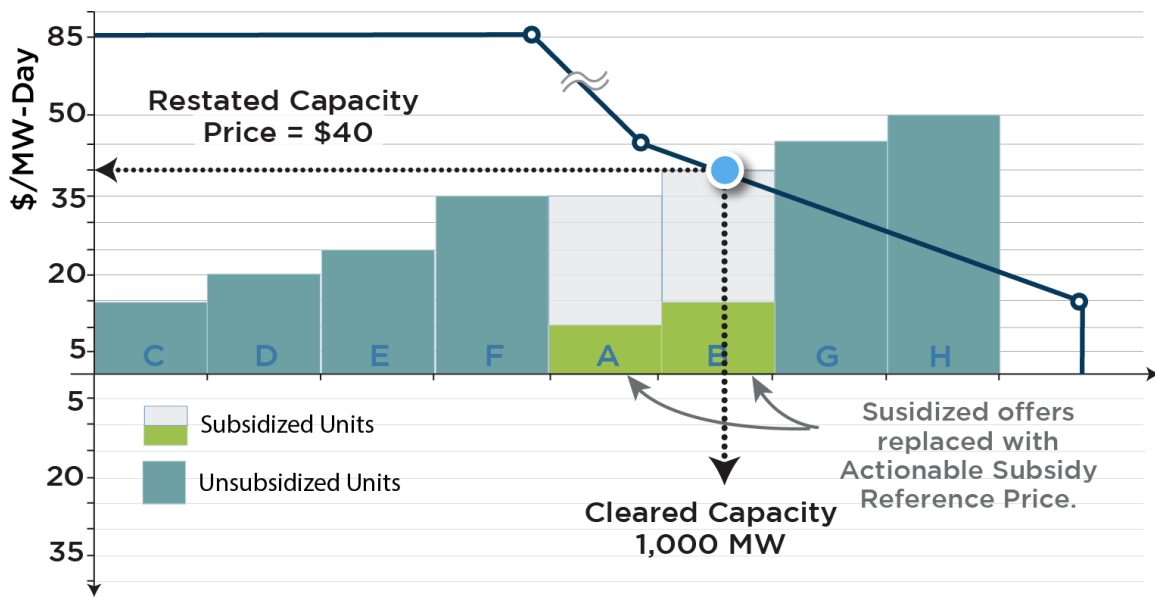 $/MW-Day
85
50
35
20
5
5
20
35
Restated Capacity
Price = $40
C
D
E
F
A
G
H
Subsidized Units
Unsubsidized Units
Susidized offers
replaced with
Actionable Subsidy
Reference Price.
Cleared Capacity
1,000 MW